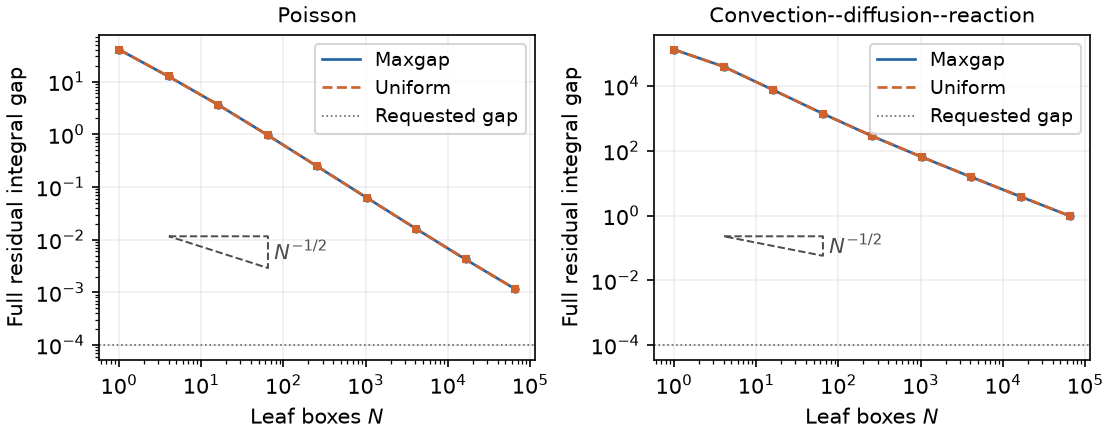 Poisson
Full residual integral gap
10^1
10^0
10^{-1}
10^{-2}
10^{-3}
10^{-4}
Maxgap
Uniform
Requested gap
N^{-1/2}
10^0 10^1 10^2 10^3 10^4 10^5
Leaf boxes N
Convection--diffusion--reaction
Full residual integral gap
10^4
10^2
10^0
10^{-2}
10^{-4}
Maxgap
Uniform
Requested gap
N^{-1/2}
10^0 10^1 10^2 10^3 10^4 10^5
Leaf boxes N